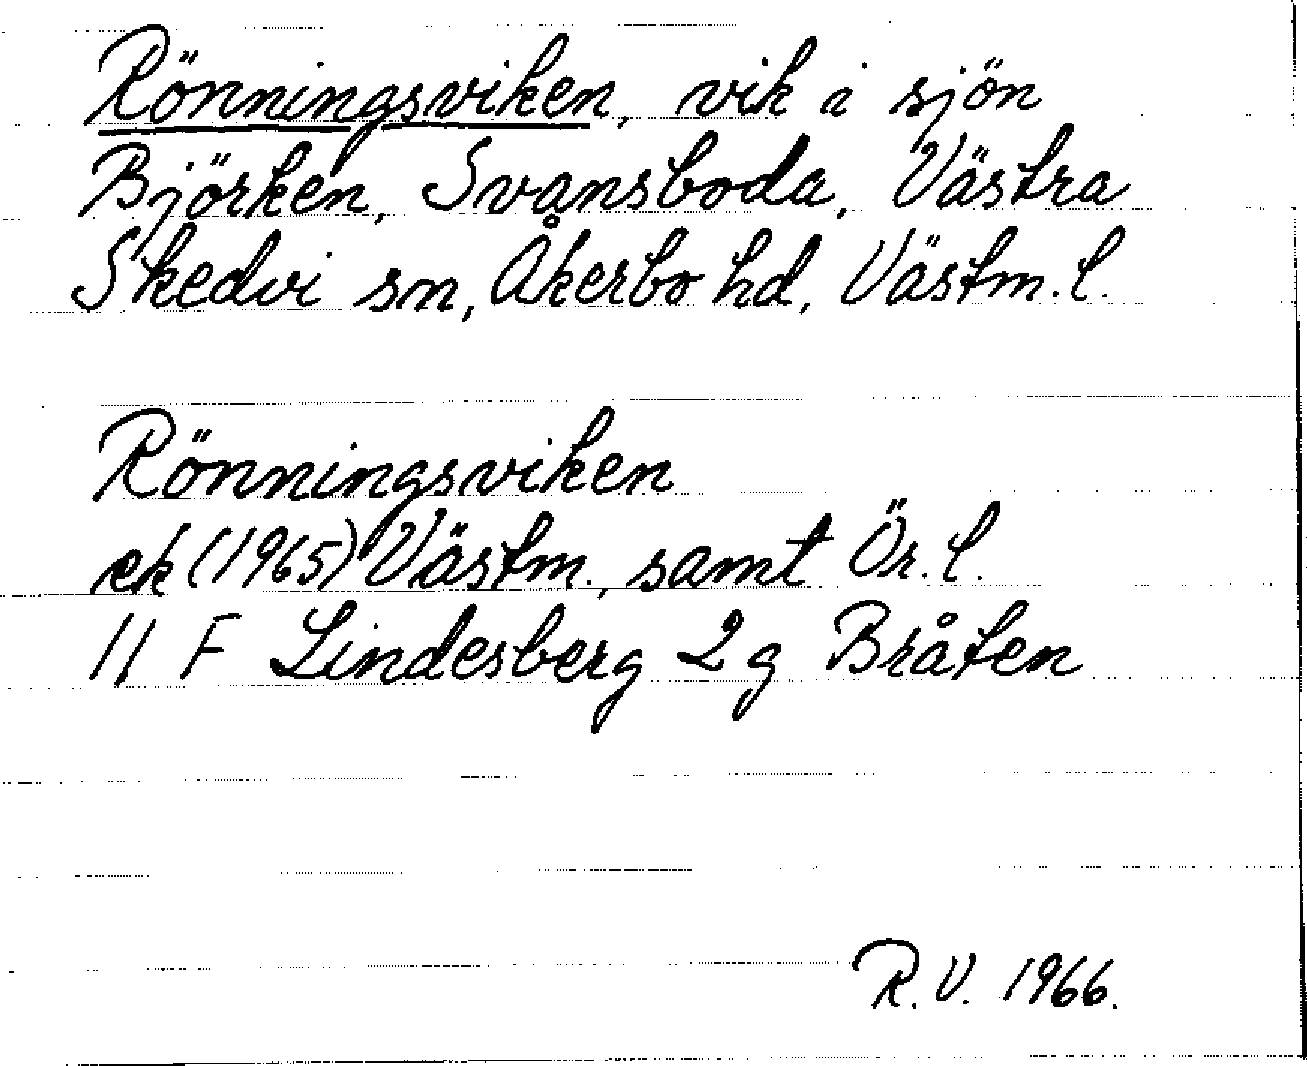 Rönningsviken, vik i sjön
Björken, Svansboda, Västra
Skedvi sn, Åkerbo hd, Västm. l.
Rönningsviken
ek (1965) Västm., samt Ör. l.
11 F Lindesberg 2 g Bråten
R. V. 1966.